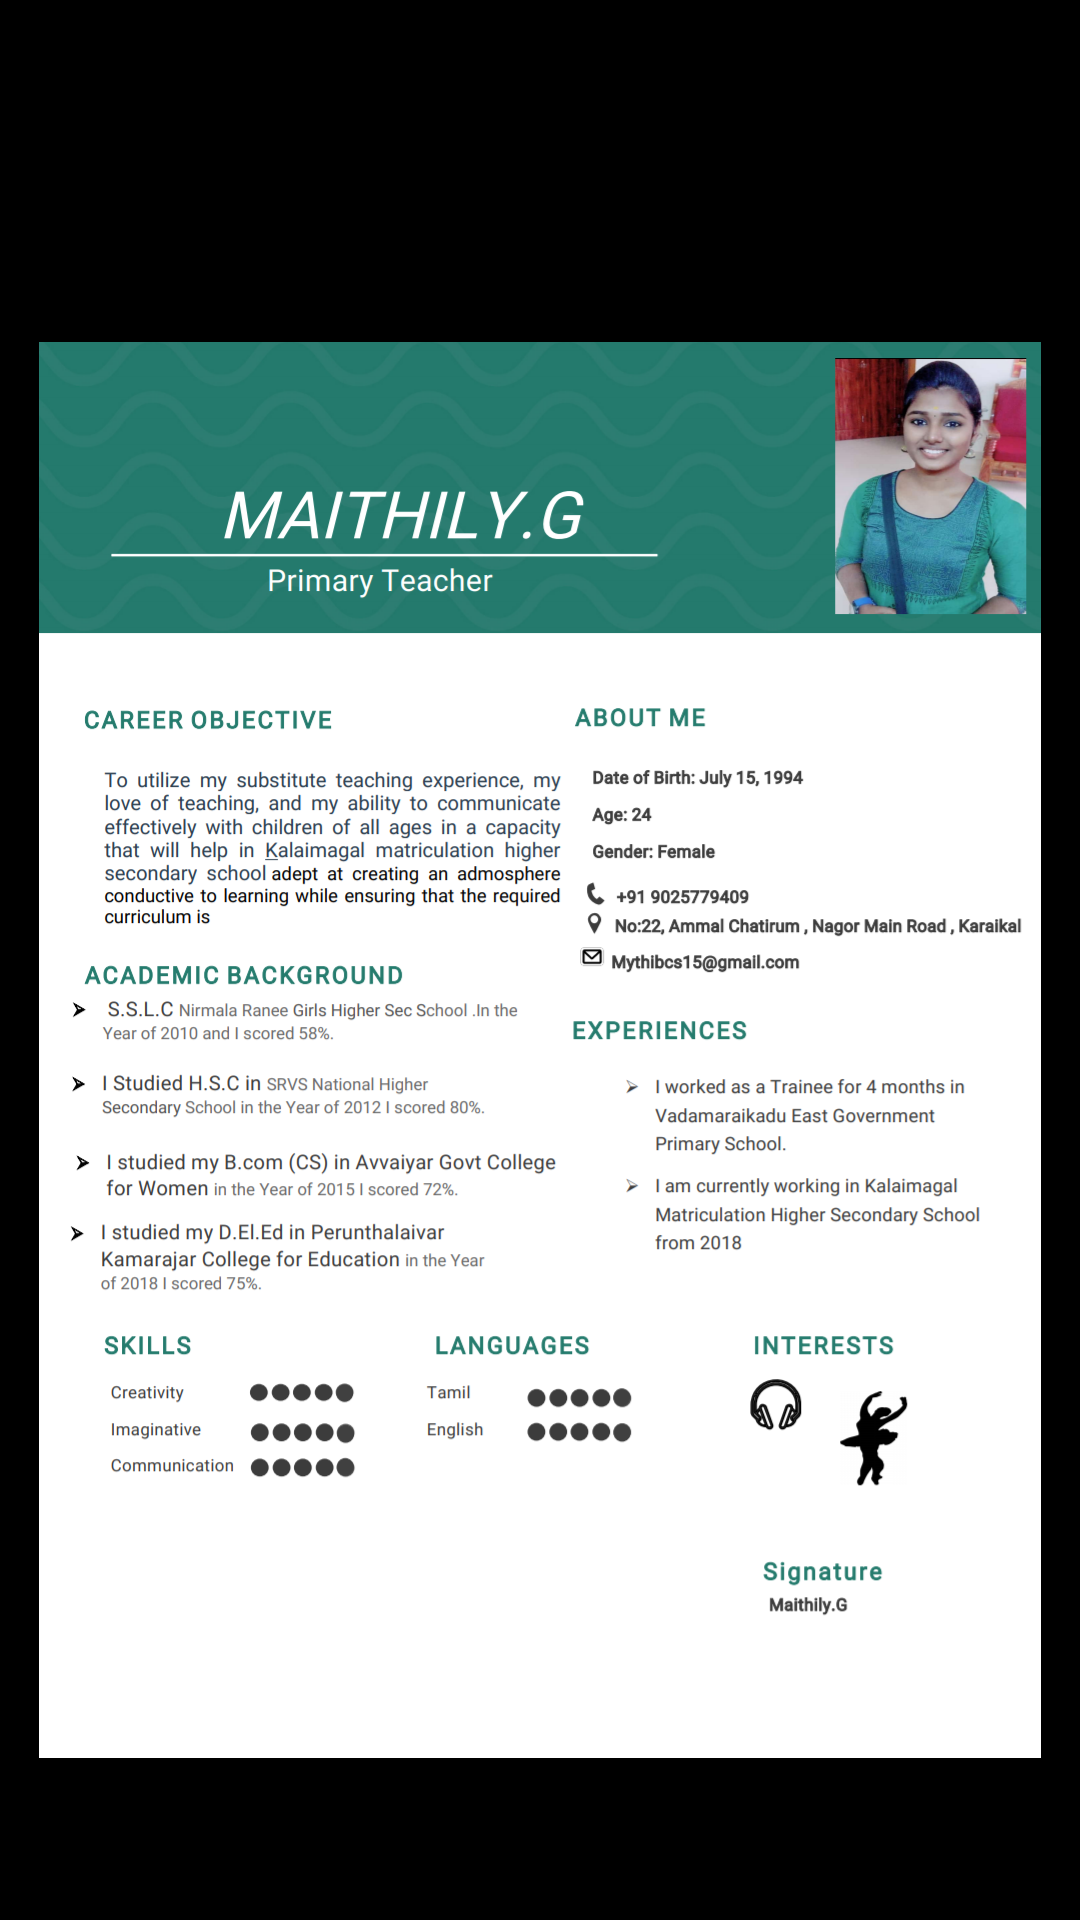 MAITHILY.G
Primary Teacher
CAREER OBJECTIVE
To utilize my substitute teaching experience, my
love of teaching, and my ability to communicate
effectively with children of all ages in a capacity
that will help in Kalaimagal matriculation higher
secondary school adept at creating an admosphere
conductive to learning while ensuring that the required
curriculum is
ACADEMIC BACKGROUND
S.S.L.C Nirmala Ranee Girls Higher Sec School .In the
Year of 2010 and I scored 58%.
I Studied H.S.C in SRVS National Higher
Secondary School in the Year of 2012 I scored 80%.
I studied my B.com (CS) in Avvaiyar Govt College
for Women in the Year of 2015 I scored 72%.
I studied my D.El.Ed in Perunthalaivar
Kamarajar College for Education in the Year
of 2018 I scored 75%.
ABOUT ME
Date of Birth: July 15, 1994
Age: 24
Gender: Female
+91 9025779409
No:22, Ammal Chatirum , Nagor Main Road , Karaikal
Mythibcs15@gmail.com
EXPERIENCES
I worked as a Trainee for 4 months in
Vadamaraikadu East Government
Primary School.
I am currently working in Kalaimagal
Matriculation Higher Secondary School
from 2018
SKILLS
Creativity
Imaginative
Communication
LANGUAGES
Tamil
English
INTERESTS
Signature
Maithily.G